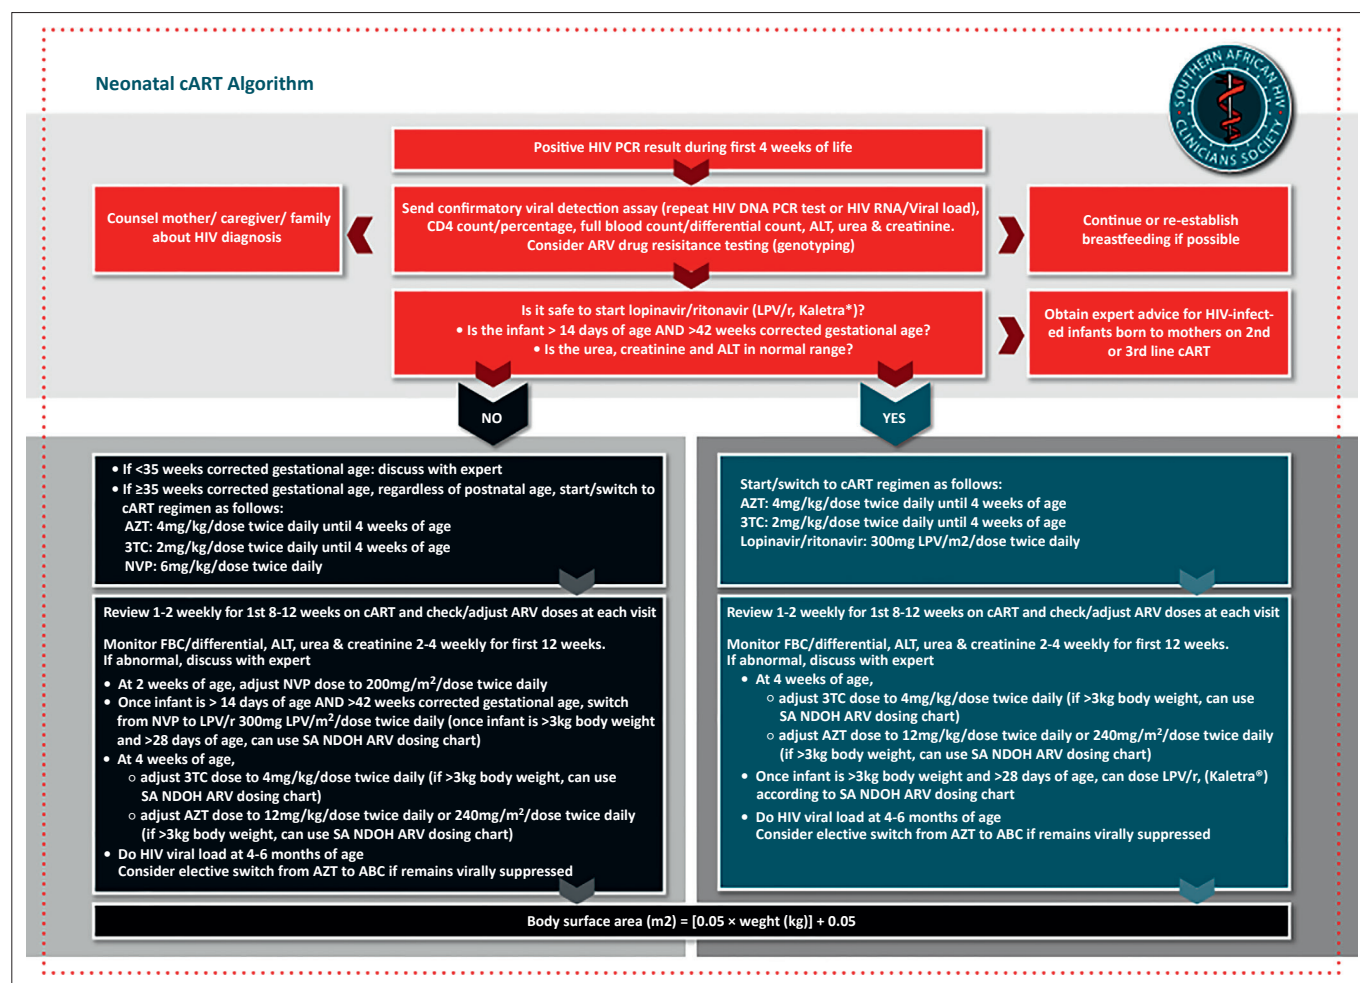 Neonatal cART Algorithm
SOUTHERN AFRICAN HIV
CLINICIANS SOCIETY
Positive HIV PCR result during first 4 weeks of life
Counsel mother/ caregiver/ family
about HIV diagnosis
Send confirmatory viral detection assay (repeat HIV DNA PCR test or HIV RNA/Viral load),
CD4 count/percentage, full blood count/differential count, ALT, urea & creatinine.
Consider ARV drug resisitance testing (genotyping)
Continue or re-establish
breastfeeding if possible
Is it safe to start lopinavir/ritonavir (LPV/r, Kaletra*)?
• Is the infant > 14 days of age AND >42 weeks corrected gestational age?
• Is the urea, creatinine and ALT in normal range?
Obtain expert advice for HIV-infect-
ed infants born to mothers on 2nd
or 3rd line cART
NO
YES
• If <35 weeks corrected gestational age: discuss with expert
• If ≥35 weeks corrected gestational age, regardless of postnatal age, start/switch to
cART regimen as follows:
AZT: 4mg/kg/dose twice daily until 4 weeks of age
3TC: 2mg/kg/dose twice daily until 4 weeks of age
NVP: 6mg/kg/dose twice daily
Start/switch to cART regimen as follows:
AZT: 4mg/kg/dose twice daily until 4 weeks of age
3TC: 2mg/kg/dose twice daily until 4 weeks of age
Lopinavir/ritonavir: 300mg LPV/m2/dose twice daily
Review 1-2 weekly for 1st 8-12 weeks on cART and check/adjust ARV doses at each visit
Monitor FBC/differential, ALT, urea & creatinine 2-4 weekly for first 12 weeks.
If abnormal, discuss with expert
• At 2 weeks of age, adjust NVP dose to 200mg/m²/dose twice daily
• Once infant is > 14 days of age AND >42 weeks corrected gestational age, switch
from NVP to LPV/r 300mg LPV/m²/dose twice daily (once infant is >3kg body weight
and >28 days of age, can use SA NDOH ARV dosing chart)
• At 4 weeks of age,
○ adjust 3TC dose to 4mg/kg/dose twice daily (if >3kg body weight, can use
SA NDOH ARV dosing chart)
○ adjust AZT dose to 12mg/kg/dose twice daily or 240mg/m²/dose twice daily
(if >3kg body weight, can use SA NDOH ARV dosing chart)
• Do HIV viral load at 4-6 months of age
Consider elective switch from AZT to ABC if remains virally suppressed
Review 1-2 weekly for 1st 8-12 weeks on cART and check/adjust ARV doses at each visit
Monitor FBC/differential, ALT, urea & creatinine 2-4 weekly for first 12 weeks.
If abnormal, discuss with expert
• At 4 weeks of age,
○ adjust 3TC dose to 4mg/kg/dose twice daily (if >3kg body weight, can use
SA NDOH ARV dosing chart)
○ adjust AZT dose to 12mg/kg/dose twice daily or 240mg/m²/dose twice daily
(if >3kg body weight, can use SA NDOH ARV dosing chart)
• Once infant is >3kg body weight and >28 days of age, can dose LPV/r, (Kaletra®)
according to SA NDOH ARV dosing chart
• Do HIV viral load at 4-6 months of age
Consider elective switch from AZT to ABC if remains virally suppressed
Body surface area (m2) = [0.05 × weght (kg)] + 0.05